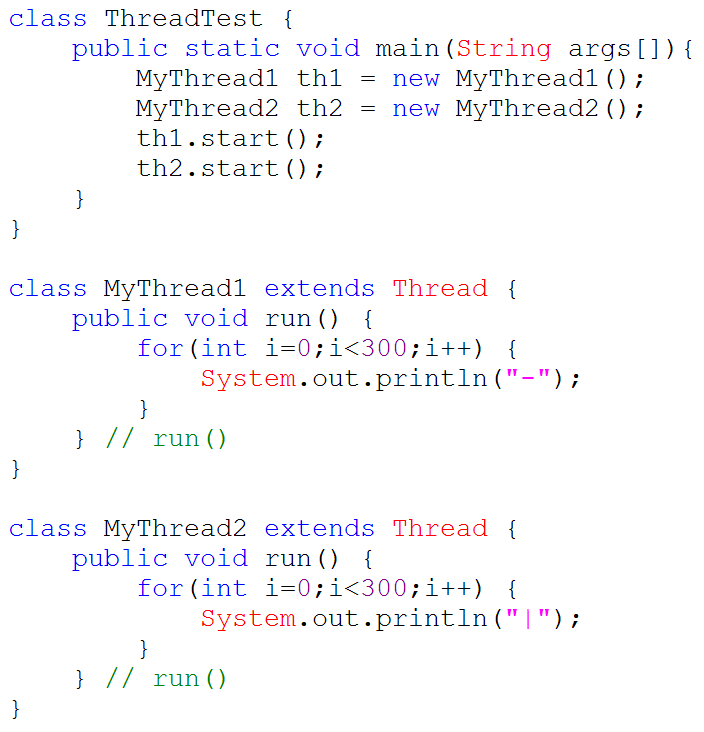 class ThreadTest {
    public static void main(String args[]){
        MyThread1 th1 = new MyThread1();
        MyThread2 th2 = new MyThread2();
        th1.start();
        th2.start();
    }
}

class MyThread1 extends Thread {
    public void run() {
        for(int i=0;i<300;i++) {
            System.out.println("-");
        }
    } // run()
}

class MyThread2 extends Thread {
    public void run() {
        for(int i=0;i<300;i++) {
            System.out.println("|");
        }
    } // run()
}